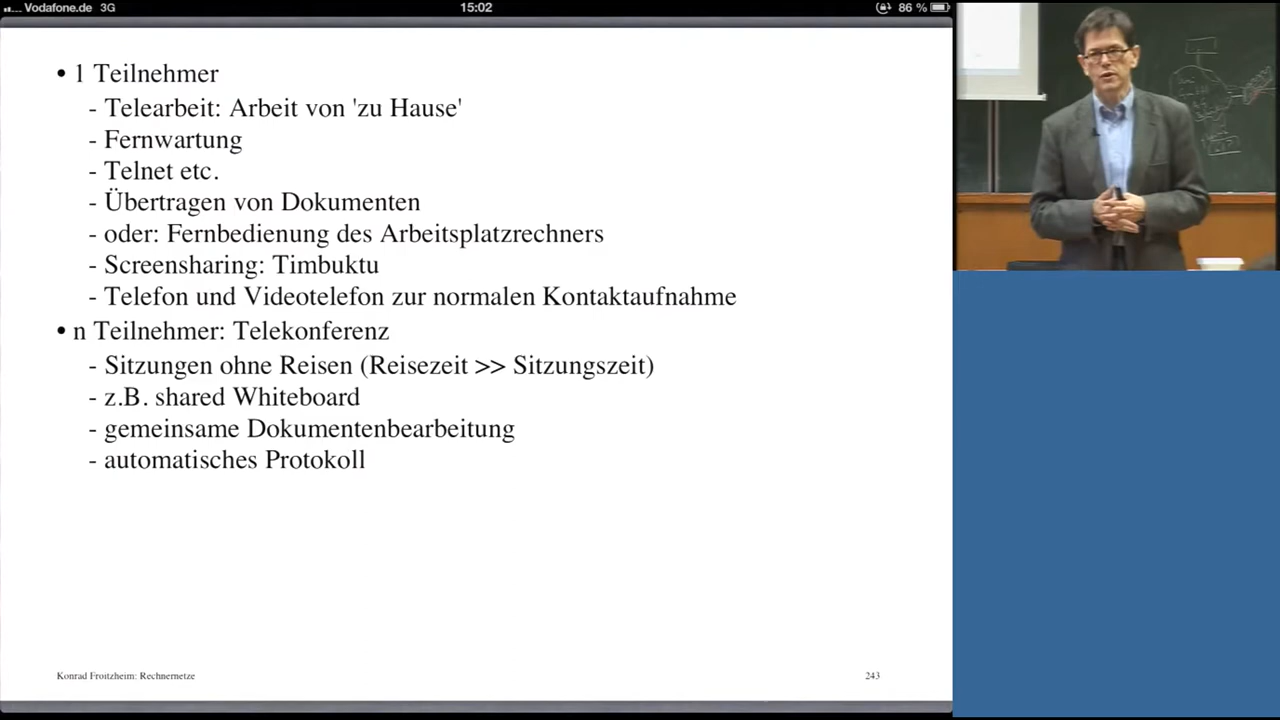 Vodafone.de 3G 15:02 86 %
• 1 Teilnehmer
- Telearbeit: Arbeit von 'zu Hause'
- Fernwartung
- Telnet etc.
- Übertragen von Dokumenten
- oder: Fernbedienung des Arbeitsplatzrechners
- Screensharing: Timbuktu
- Telefon und Videotelefon zur normalen Kontaktaufnahme
• n Teilnehmer: Telekonferenz
- Sitzungen ohne Reisen (Reisezeit >> Sitzungszeit)
- z.B. shared Whiteboard
- gemeinsame Dokumentenbearbeitung
- automatisches Protokoll
Konrad Froitzheim: Rechnernetze 243